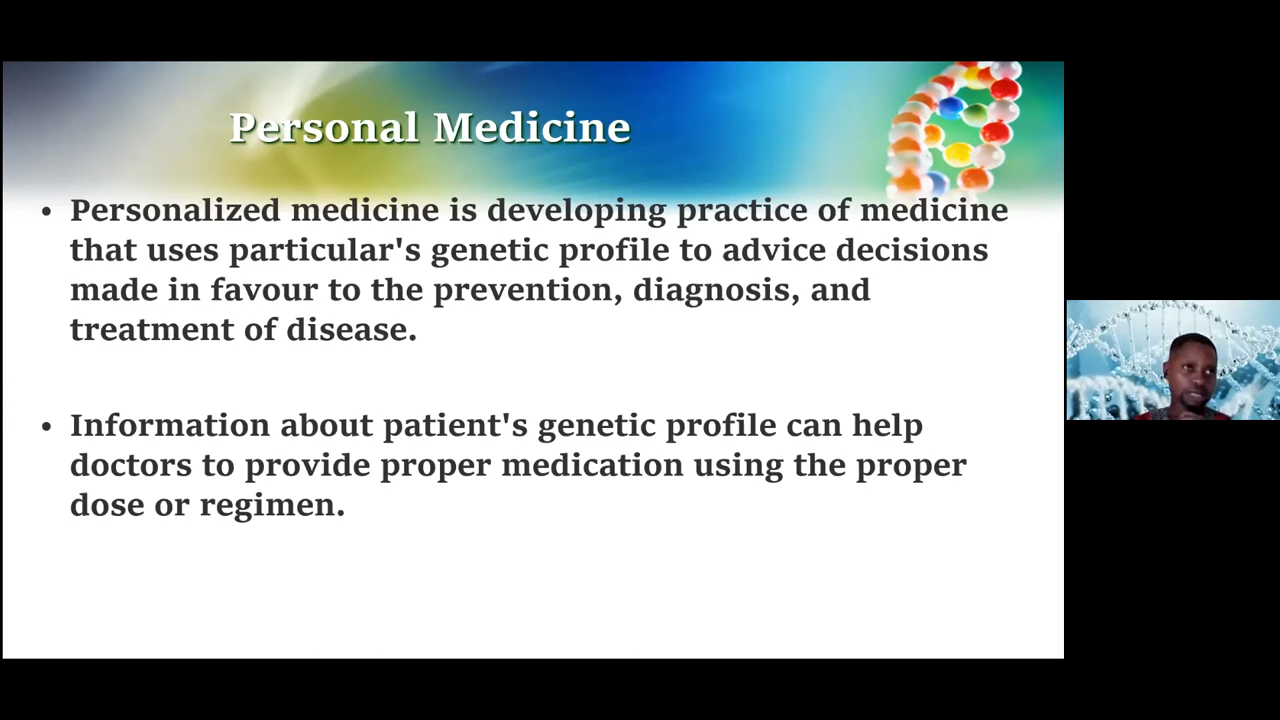 Personal Medicine
• Personalized medicine is developing practice of medicine
that uses particular's genetic profile to advice decisions
made in favour to the prevention, diagnosis, and
treatment of disease.
• Information about patient's genetic profile can help
doctors to provide proper medication using the proper
dose or regimen.